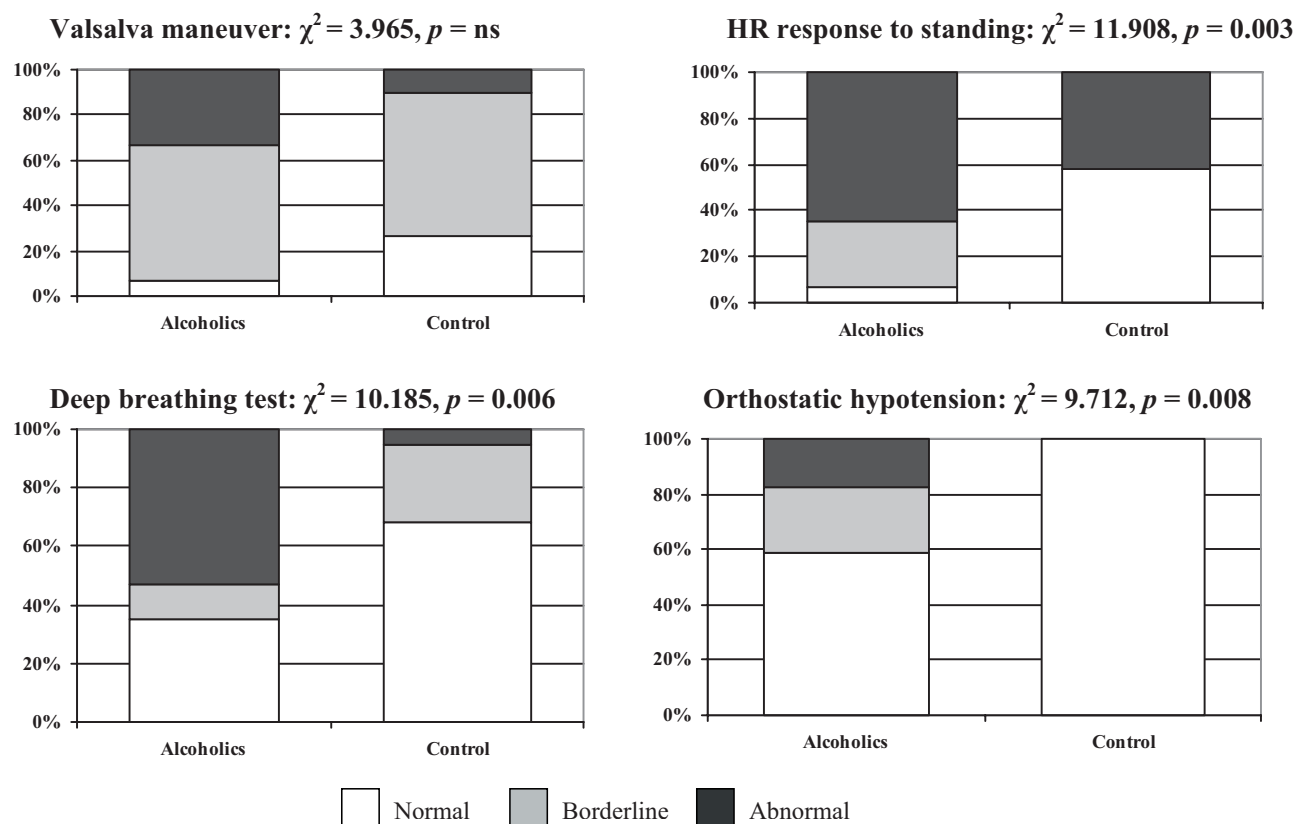 Valsalva maneuver: χ² = 3.965, p = ns
100%
80%
60%
40%
20%
0%
Alcoholics Control
HR response to standing: χ² = 11.908, p = 0.003
100%
80%
60%
40%
20%
0%
Alcoholics Control
Deep breathing test: χ² = 10.185, p = 0.006
100%
80%
60%
40%
20%
0%
Alcoholics Control
Orthostatic hypotension: χ² = 9.712, p = 0.008
100%
80%
60%
40%
20%
0%
Alcoholics Control
Normal Borderline Abnormal